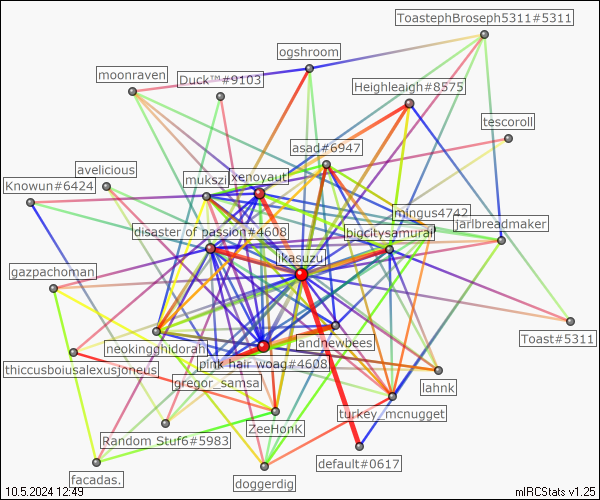 ToastephBroseph5311#5311
ogshroom
moonraven
Duck™#9103
Heighleaigh#8575
tescoroll
asad#6947
avelicious
mukszi
xenoyaut
Knowun#6424
mingus4742
jarlbreadmaker
disaster of passion#4608
bigcitysamurai
ikasuzu
gazpachoman
Toast#5311
andnewbees
neokingghidorah
pink hair woag#4608
thiccusboiusalexusjoneus
gregor_samsa
lahnk
turkey_mcnugget
ZeeHonK
Random Stuf6#5983
default#0617
facadas.
doggerdig
10.5.2024 12:49
mIRCStats v1.25